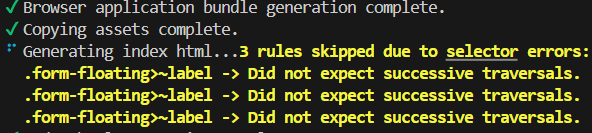 ✓ Browser application bundle generation complete.
✓ Copying assets complete.
⠋ Generating index html...3 rules skipped due to selector errors:
.form-floating>~label -> Did not expect successive traversals.
.form-floating>~label -> Did not expect successive traversals.
.form-floating>~label -> Did not expect successive traversals.